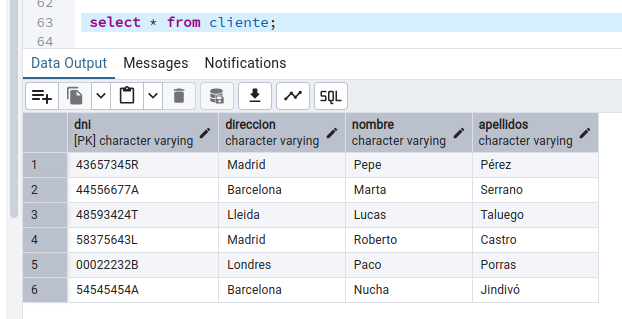 62
63 select * from cliente;
64
Data Output Messages Notifications
SQL
dni direccion nombre apellidos
[PK] character varying character varying character varying character varying
1 43657345R Madrid Pepe Pérez
2 44556677A Barcelona Marta Serrano
3 48593424T Lleida Lucas Taluego
4 58375643L Madrid Roberto Castro
5 00022232B Londres Paco Porras
6 54545454A Barcelona Nucha Jindivó